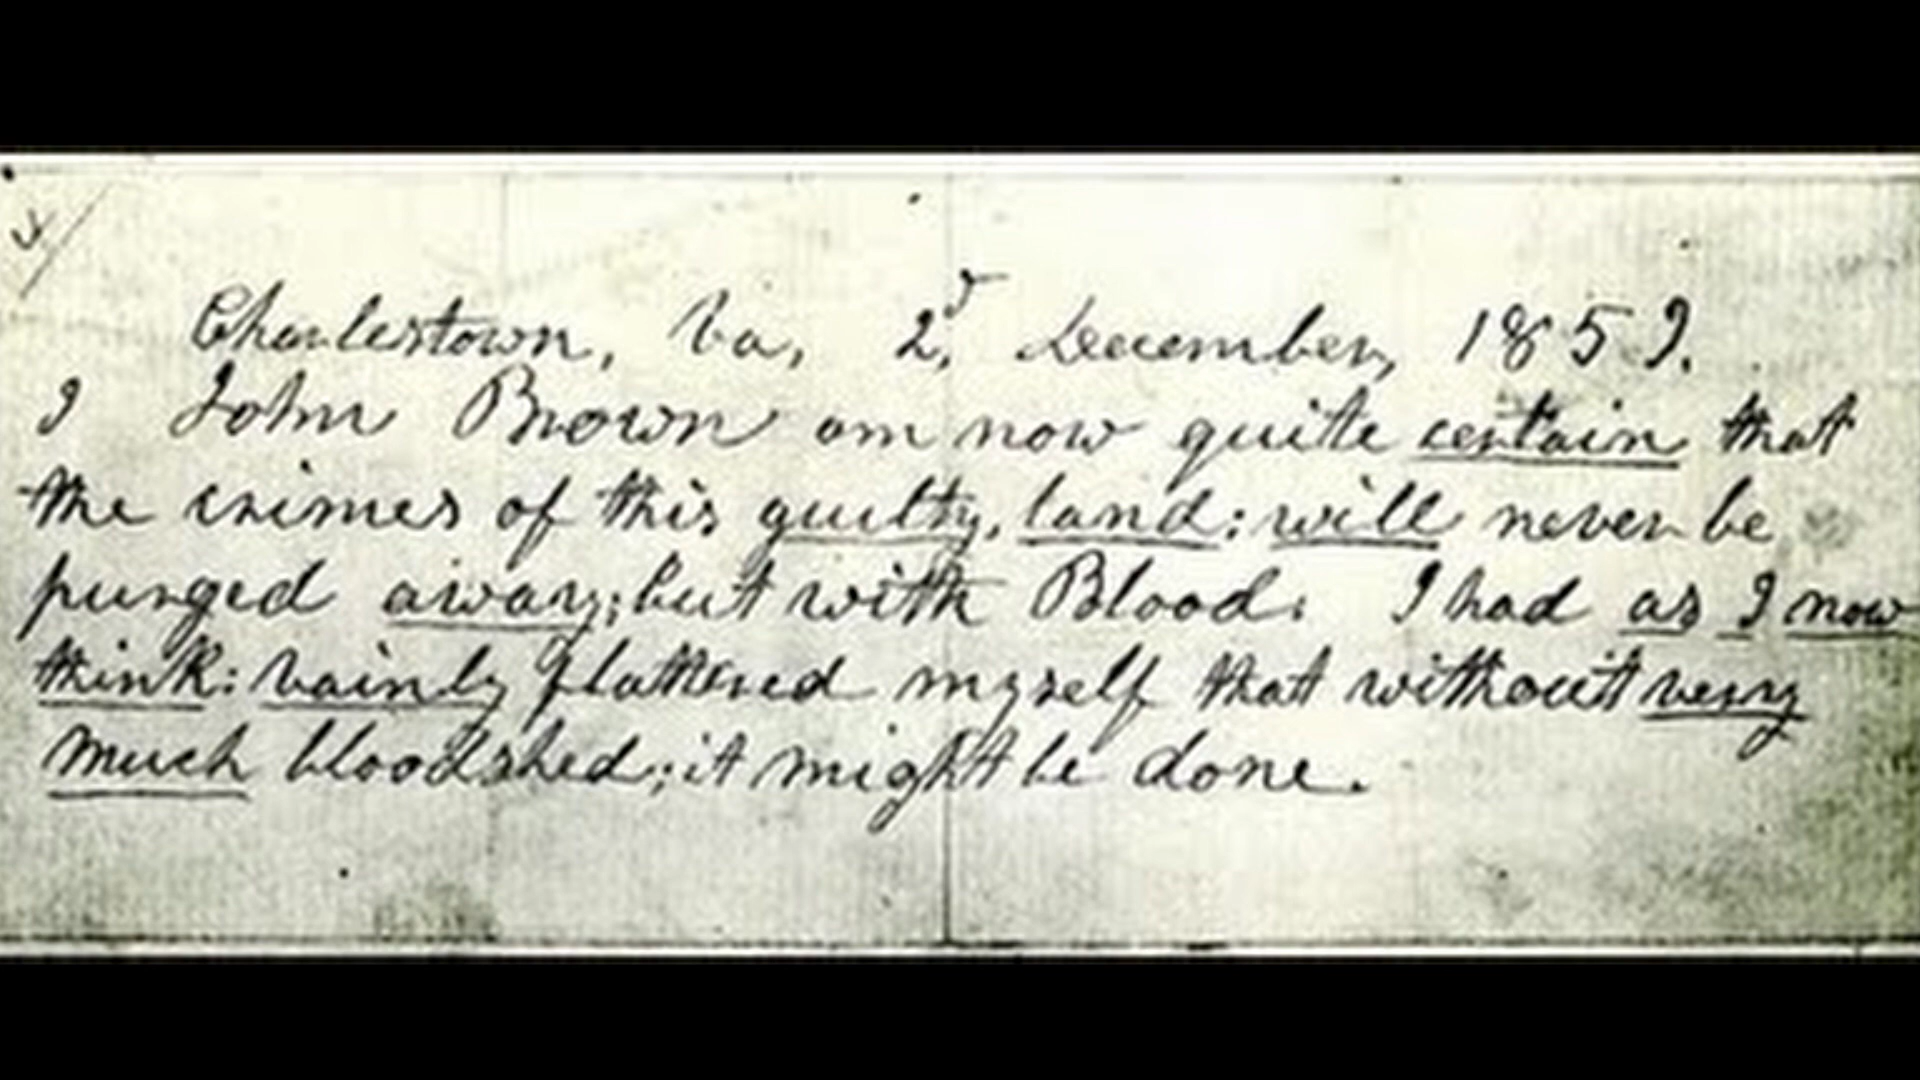 Charlestown, Va, 2d, December, 1859.
I John Brown am now quite certain that
the crimes of this guilty, land: will never be
purged away; but with Blood. I had as I now
think: vainly flattered myself that without very
much bloodshed; it might be done.